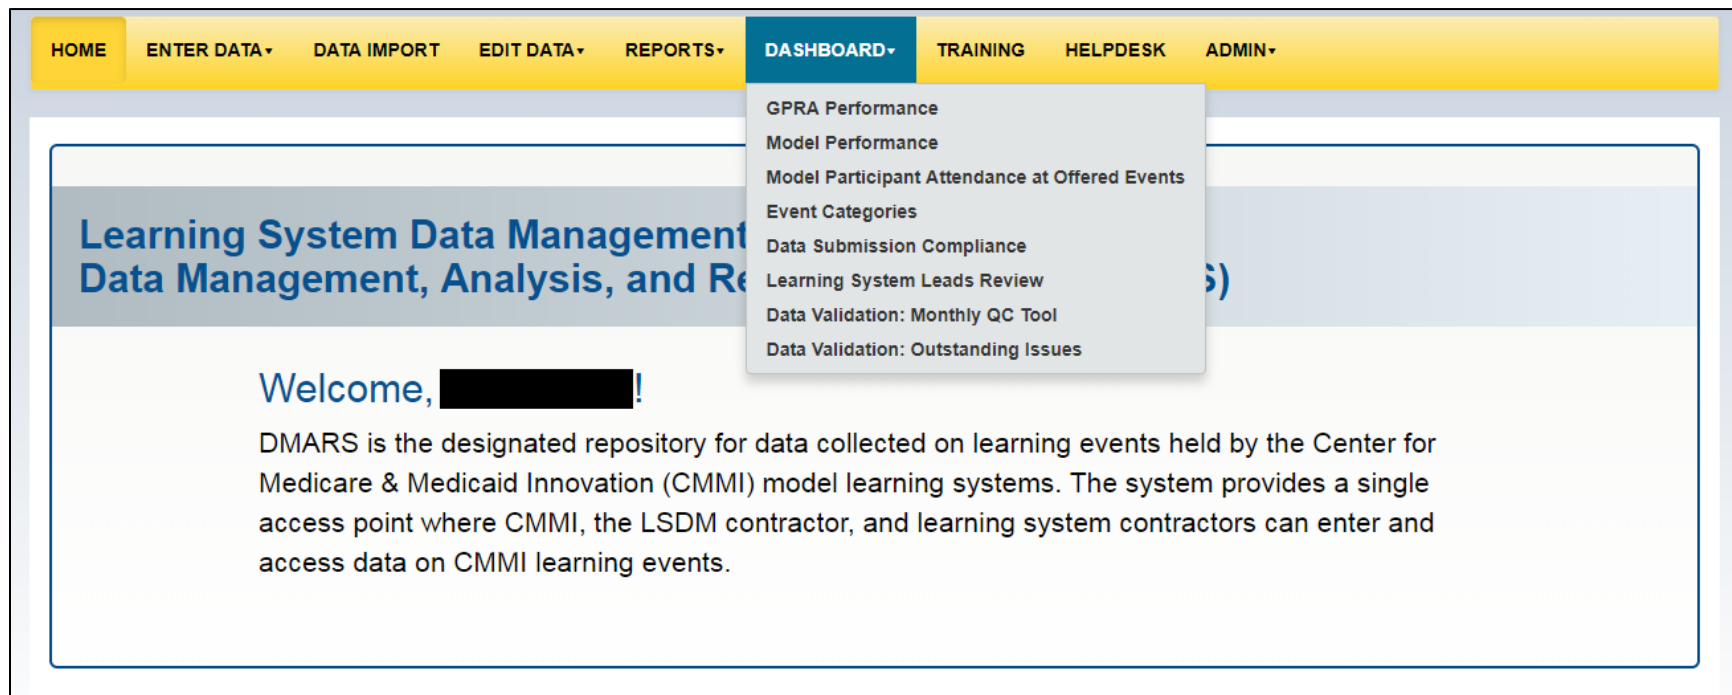 HOME ENTER DATA▾ DATA IMPORT EDIT DATA▾ REPORTS▾ DASHBOARD▾ TRAINING HELPDESK ADMIN▾
GPRA Performance
Model Performance
Model Participant Attendance at Offered Events
Event Categories
Data Submission Compliance
Learning System Leads Review
Data Validation: Monthly QC Tool
Data Validation: Outstanding Issues
Learning System Data Management
Data Management, Analysis, and Re S)
Welcome, !
DMARS is the designated repository for data collected on learning events held by the Center for
Medicare & Medicaid Innovation (CMMI) model learning systems. The system provides a single
access point where CMMI, the LSDM contractor, and learning system contractors can enter and
access data on CMMI learning events.